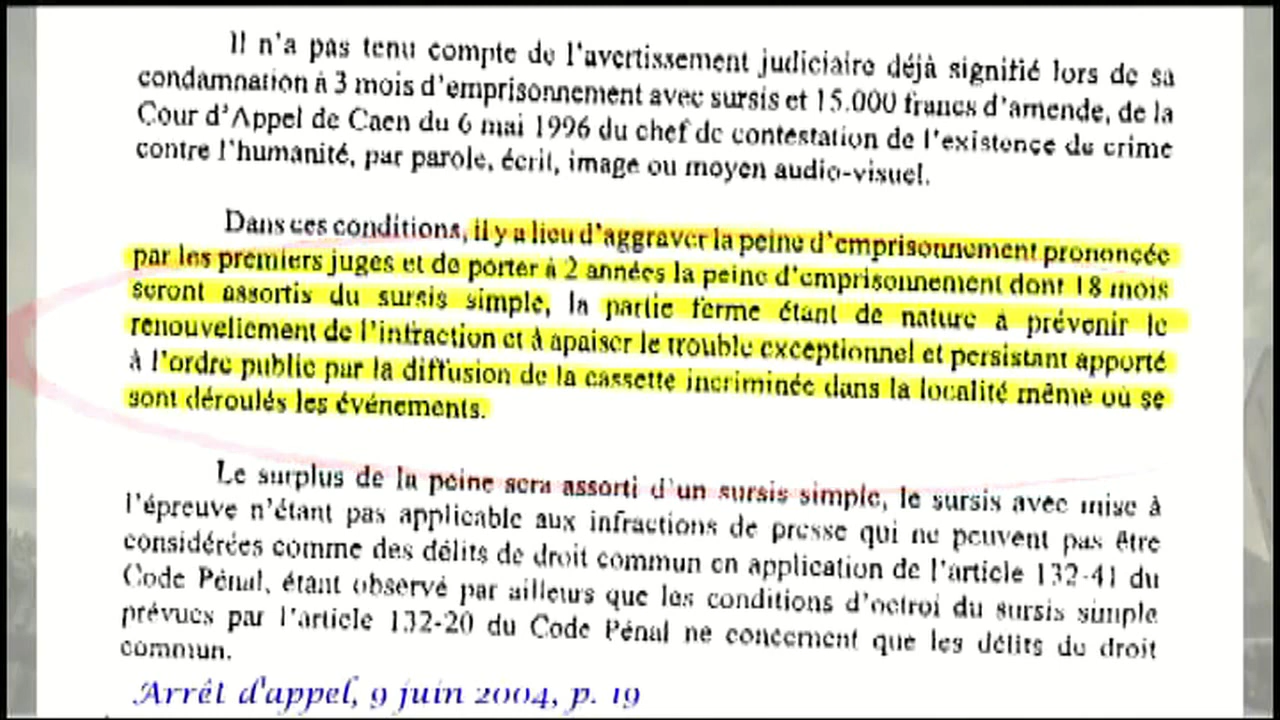 Il n'a pas tenu compte de l'avertissement judiciaire déjà signifié lors de sa
condamnation à 3 mois d'emprisonnement avec sursis et 15.000 francs d'amende, de la
Cour d'Appel de Caen du 6 mai 1996 du chef de contestation de l'existence de crime
contre l'humanité, par parole, écrit, image ou moyen audio-visuel.
Dans ces conditions, il y a lieu d'aggraver la peine d'emprisonnement prononcée
par les premiers juges et de porter à 2 années la peine d'emprisonnement dont 18 mois
seront assortis du sursis simple, la partie ferme étant de nature à prévenir le
renouvellement de l'infraction et à apaiser le trouble exceptionnel et persistant apporté
à l'ordre public par la diffusion de la cassette incriminée dans la localité même où se
sont déroulés les événements.
Le surplus de la peine sera assorti d'un sursis simple, le sursis avec mise à
l'épreuve n'étant pas applicable aux infractions de presse qui ne peuvent pas être
considérées comme des délits de droit commun en application de l'article 132-41 du
Code Pénal, étant observé par ailleurs que les conditions d'octroi du sursis simple
prévues par l'article 132-20 du Code Pénal ne concernent que les délits de droit
commun.
Arrêt d'appel, 9 juin 2004, p. 19